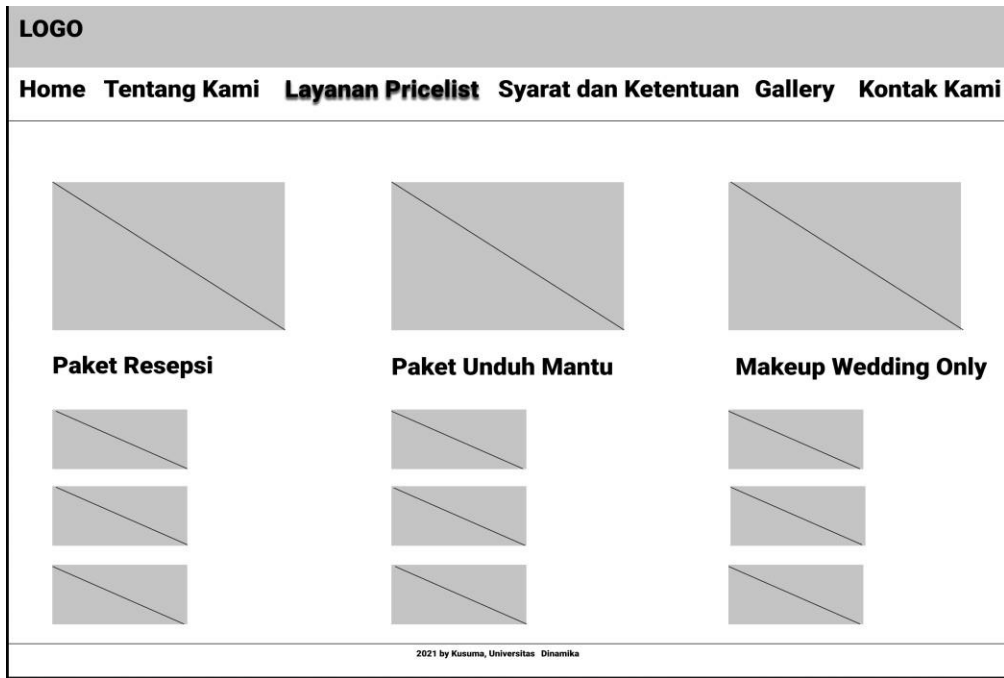 LOGO
Home Tentang Kami Layanan Pricelist Syarat dan Ketentuan Gallery Kontak Kami
Paket Resepsi Paket Unduh Mantu Makeup Wedding Only
2021 by Kusuma, Universitas Dinamika